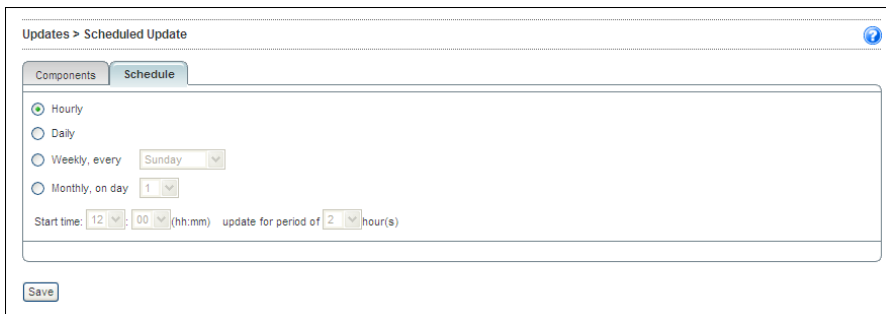 Updates > Scheduled Update
?
Components Schedule
Hourly
Daily
Weekly, every Sunday
Monthly, on day 1
Start time: 12 : 00 (hh:mm) update for period of 2 hour(s)
Save